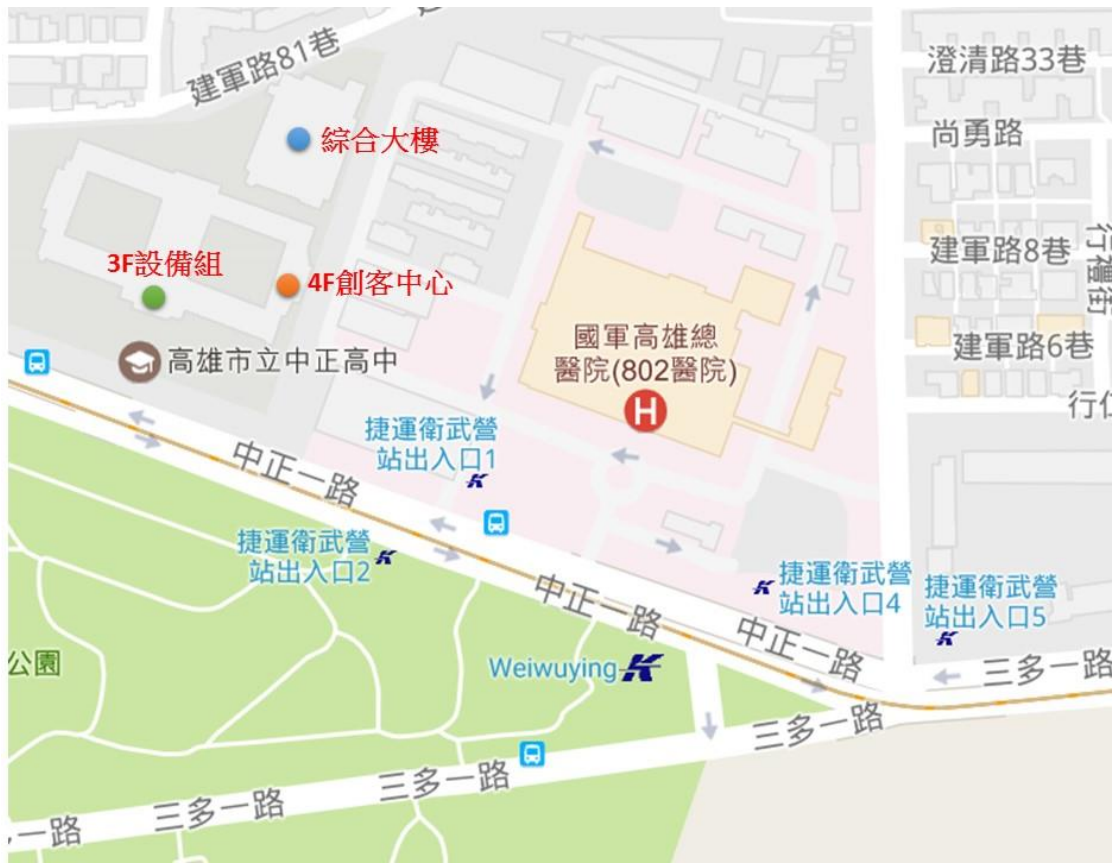 建軍路81巷
澄清路33巷
尚勇路
綜合大樓
建軍路8巷
行禮街
3F設備組
4F創客中心
國軍高雄總
醫院(802醫院)
H
建軍路6巷
高雄市立中正高中
捷運衛武營
站出入口1
中正一路
捷運衛武營
站出入口2
中正一路
捷運衛武營
站出入口4
捷運衛武營
站出入口5
中正一路
公園
Weiwuying
三多一路
三多一路
三多一路
三多一路
一路